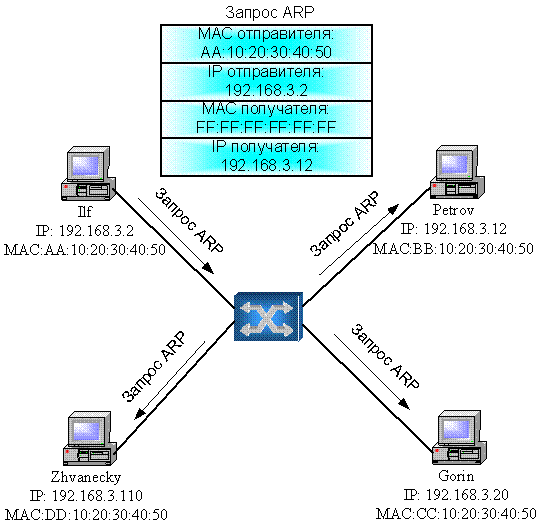 Запрос ARP
MAC отправителя:
AA:10:20:30:40:50
IP отправителя:
192.168.3.2
MAC получателя:
FF:FF:FF:FF:FF:FF
IP получателя:
192.168.3.12
Ilf
IP: 192.168.3.2
MAC:AA:10:20:30:40:50
Petrov
IP: 192.168.3.12
MAC:BB:10:20:30:40:50
Запрос ARP
Запрос ARP
Запрос ARP
Запрос ARP
Zhvanecky
IP: 192.168.3.110
MAC:DD:10:20:30:40:50
Gorin
IP: 192.168.3.20
MAC:CC:10:20:30:40:50